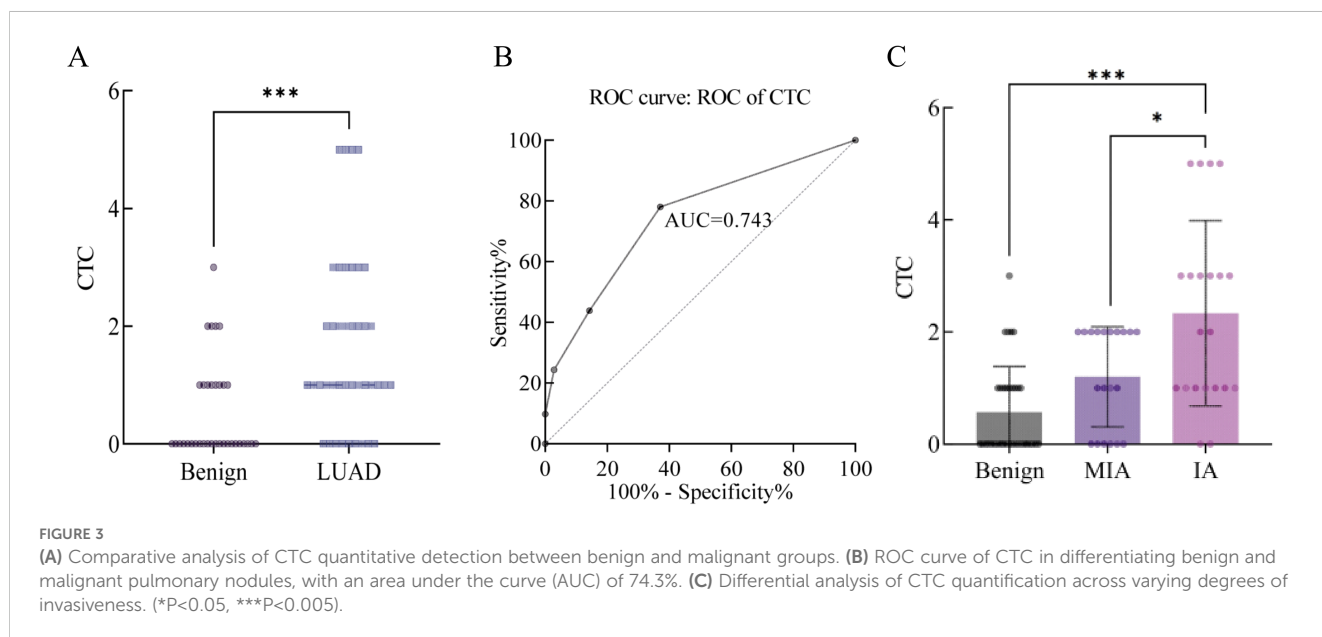 A
B
C
***
6
4
2
0
CTC
Benign
LUAD
ROC curve: ROC of CTC
100
80
60
40
20
0
Sensitivity%
AUC=0.743
0 20 40 60 80 100
100% - Specificity%
***
*
6
4
2
0
CTC
Benign
MIA
IA
FIGURE 3
(A) Comparative analysis of CTC quantitative detection between benign and malignant groups. (B) ROC curve of CTC in differentiating benign and
malignant pulmonary nodules, with an area under the curve (AUC) of 74.3%. (C) Differential analysis of CTC quantification across varying degrees of
invasiveness. (*P<0.05, ***P<0.005).